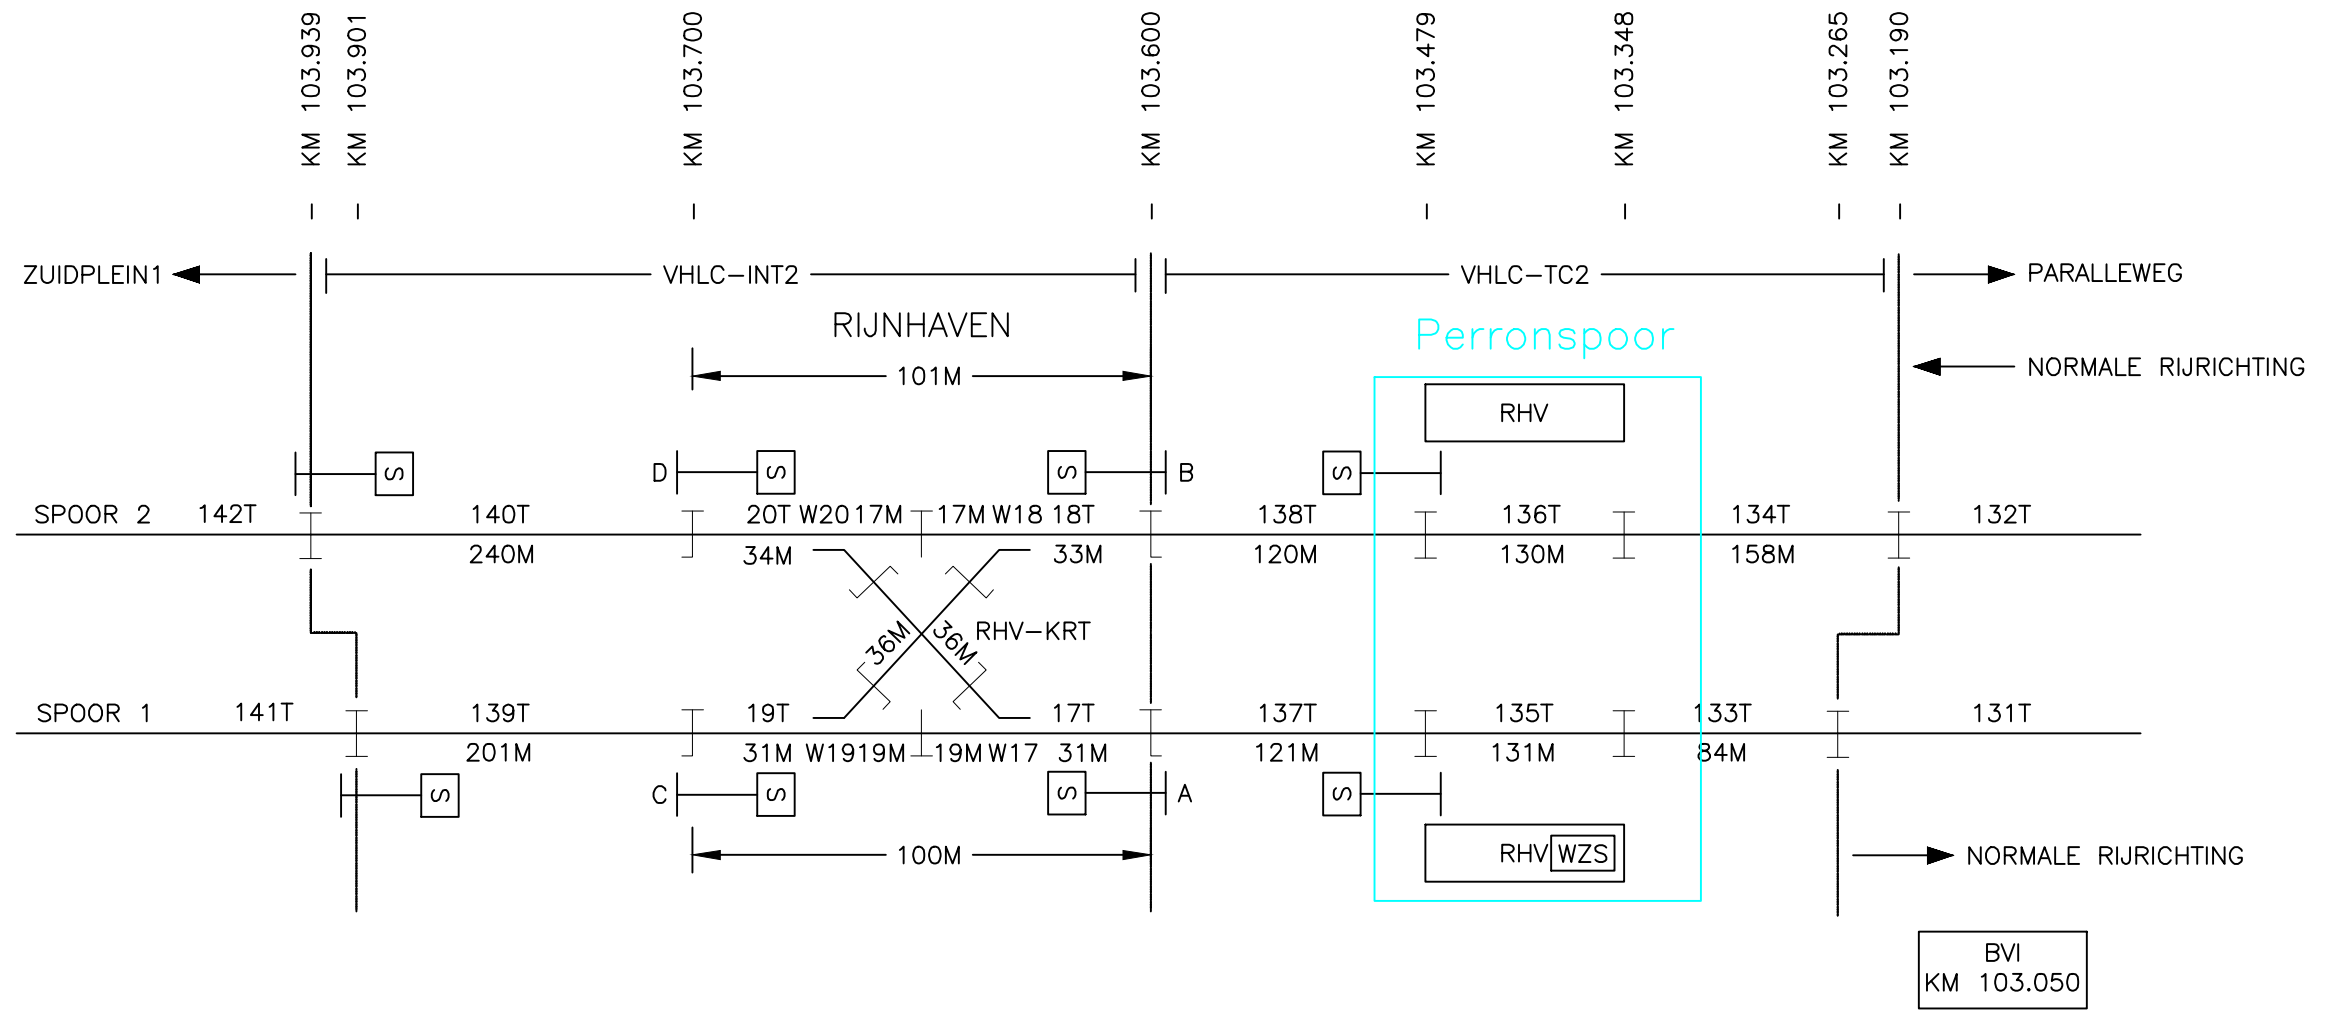 KM 103.939
KM 103.901
KM 103.700
KM 103.600
KM 103.479
KM 103.348
KM 103.265
KM 103.190
ZUIDPLEIN1
VHLC-INT2
VHLC-TC2
PARALLEWEG
RIJNHAVEN
Perronspoor
NORMALE RIJRICHTING
101M
RHV
S
D
S
S
B
S
SPOOR 2
142T
140T
20T
W20
17M
17M
W18
18T
138T
136T
134T
132T
240M
34M
33M
120M
130M
158M
36M
36M
RHV-KRT
SPOOR 1
141T
139T
19T
17T
137T
135T
133T
131T
201M
31M
W19
19M
19M
W17
31M
121M
131M
84M
S
C
S
S
A
S
100M
RHV
WZS
NORMALE RIJRICHTING
BVI
KM 103.050